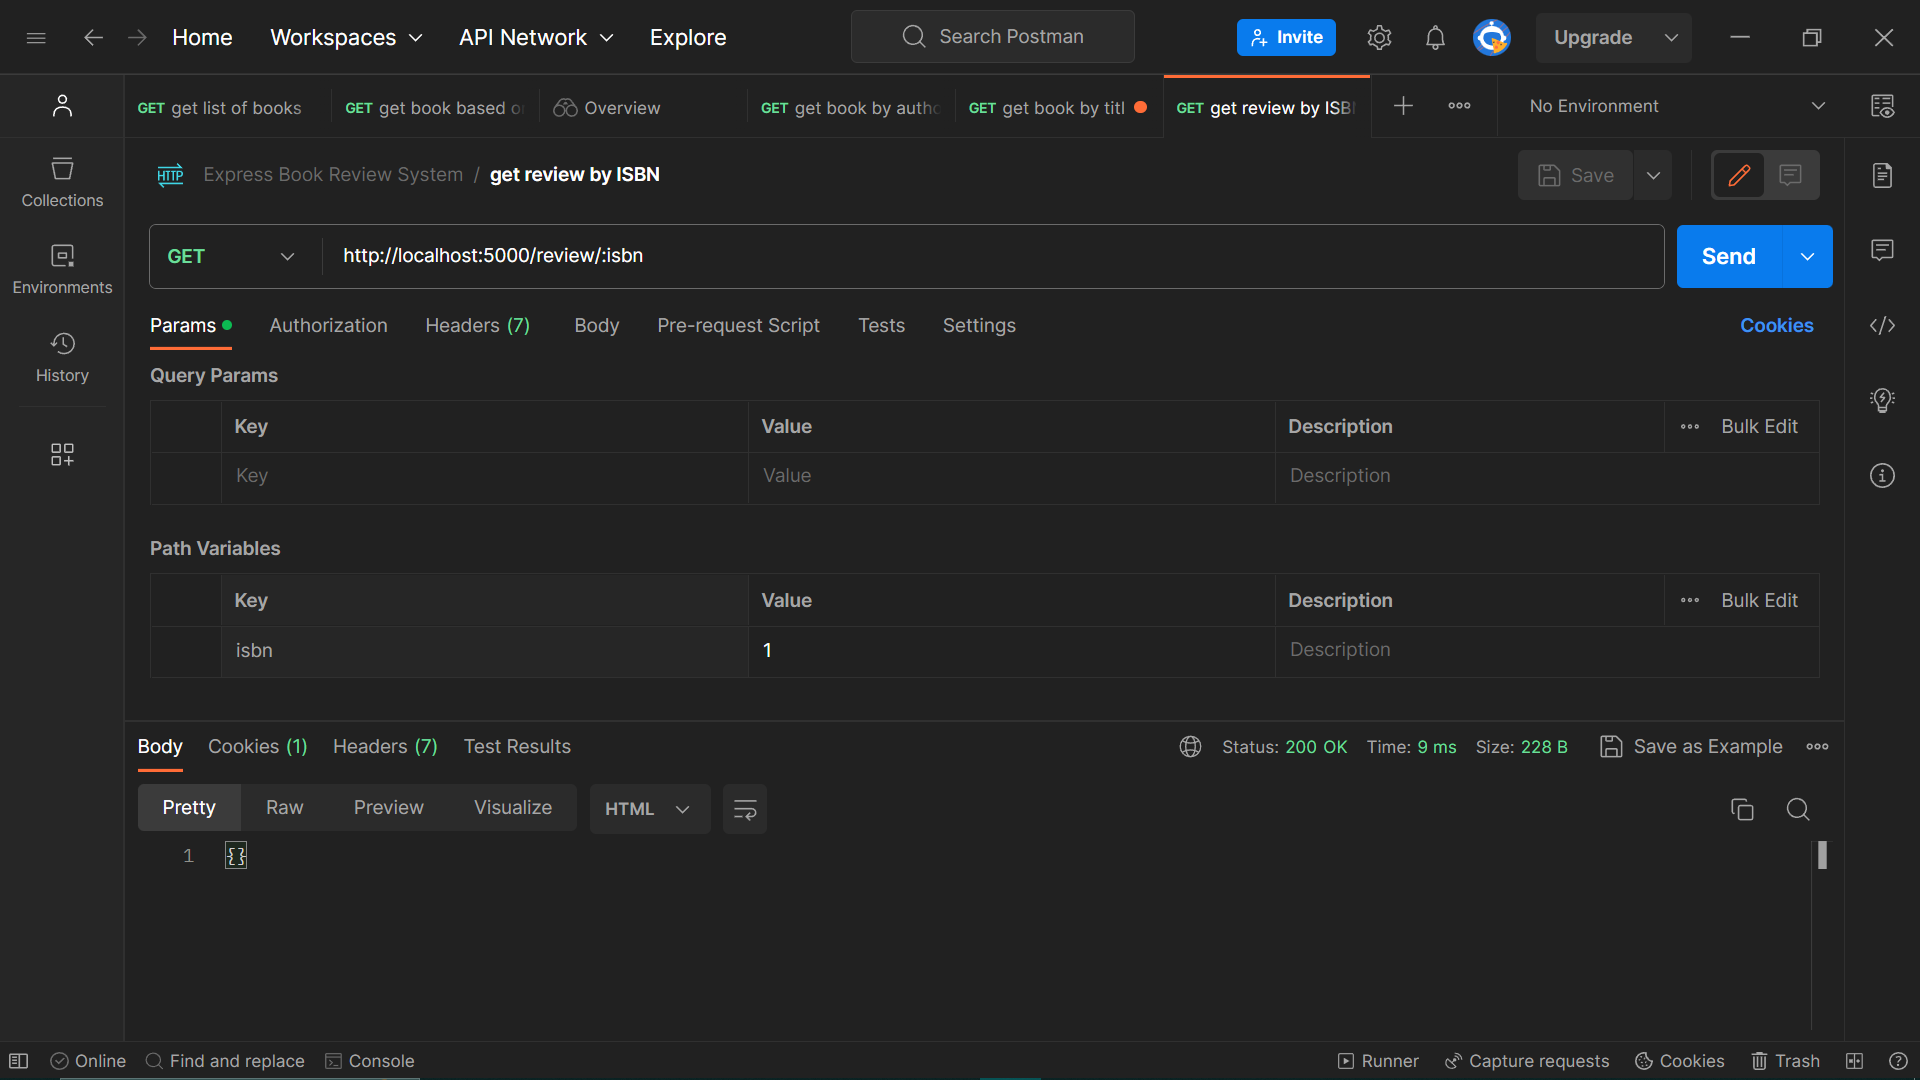 Home Workspaces API Network Explore Search Postman Invite Upgrade
GET get list of books GET get book based o Overview GET get book by autho GET get book by titl GET get review by ISB No Environment
HTTP Express Book Review System / get review by ISBN Save
Collections
GET http://localhost:5000/review/:isbn Send
Environments
Params Authorization Headers (7) Body Pre-request Script Tests Settings Cookies
History
Query Params
Key Value Description Bulk Edit
Key Value Description
Path Variables
Key Value Description Bulk Edit
isbn 1 Description
Body Cookies (1) Headers (7) Test Results Status: 200 OK Time: 9 ms Size: 228 B Save as Example
Pretty Raw Preview Visualize HTML
1 {}
Online Find and replace Console Runner Capture requests Cookies Trash